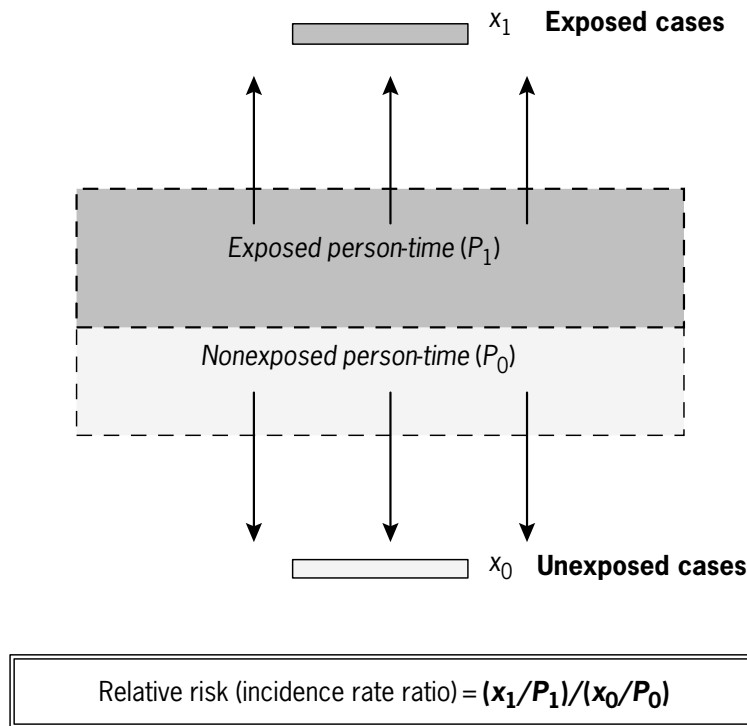 x₁ Exposed cases
Exposed person-time (P₁)
Nonexposed person-time (P₀)
x₀ Unexposed cases
Relative risk (incidence rate ratio) = (x₁/P₁)/(x₀/P₀)